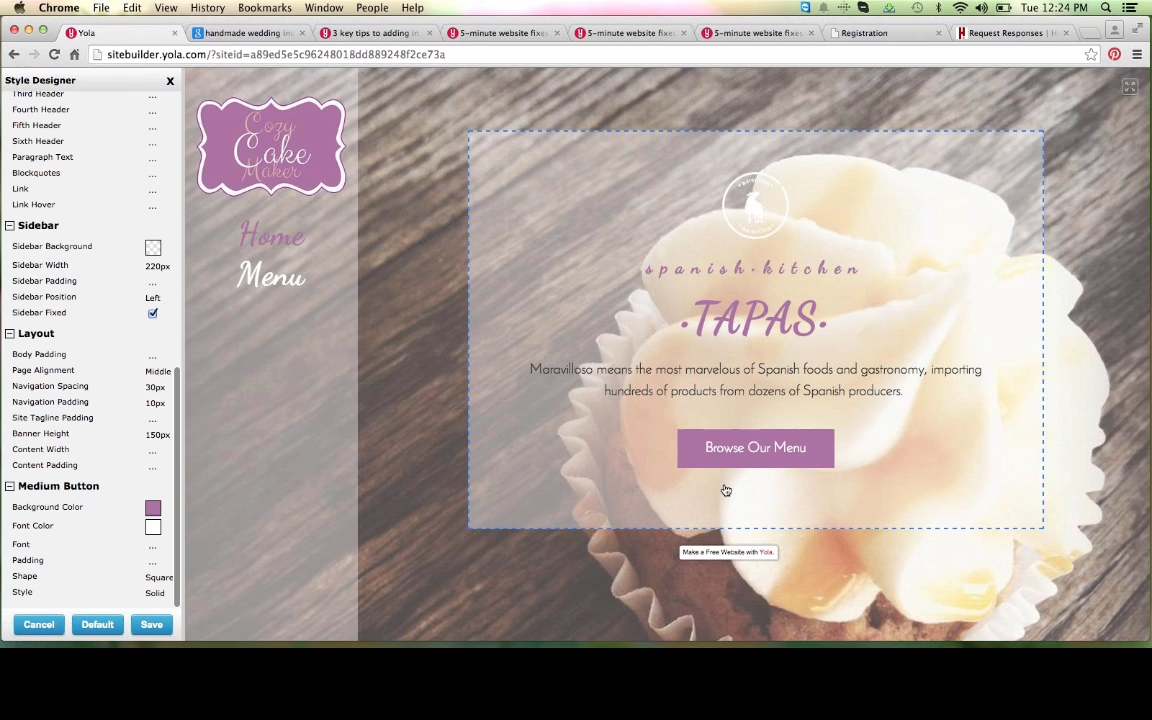 Chrome File Edit View History Bookmarks Window People Help
Tue 12:24 PM
Yola
handmade wedding in
3 key tips to adding in
5-minute website fixes
5-minute website fixes
5-minute website fixes
Registration
Request Responses | H
sitebuilder.yola.com/?siteid=a89ed5e5c96248018dd889248f2ce73a
Style Designer X
Third Header ...
Fourth Header ...
Fifth Header ...
Sixth Header ...
Paragraph Text ...
Blockquotes ...
Link ...
Link Hover ...
Sidebar
Sidebar Background
Sidebar Width 220px
Sidebar Padding ...
Sidebar Position Left
Sidebar Fixed
Layout
Body Padding ...
Page Alignment Middle
Navigation Spacing 30px
Navigation Padding 10px
Site Tagline Padding ...
Banner Height 150px
Content Width ...
Content Padding ...
Medium Button
Background Color
Font Color
Font ...
Padding ...
Shape Square
Style Solid
Cancel Default Save
Cozy
Cake
Maker
Home
Menu
spanish·kitchen
·TAPAS·
Maravilloso means the most marvelous of Spanish foods and gastronomy, importing
hundreds of products from dozens of Spanish producers.
Browse Our Menu
Make a Free Website with Yola.